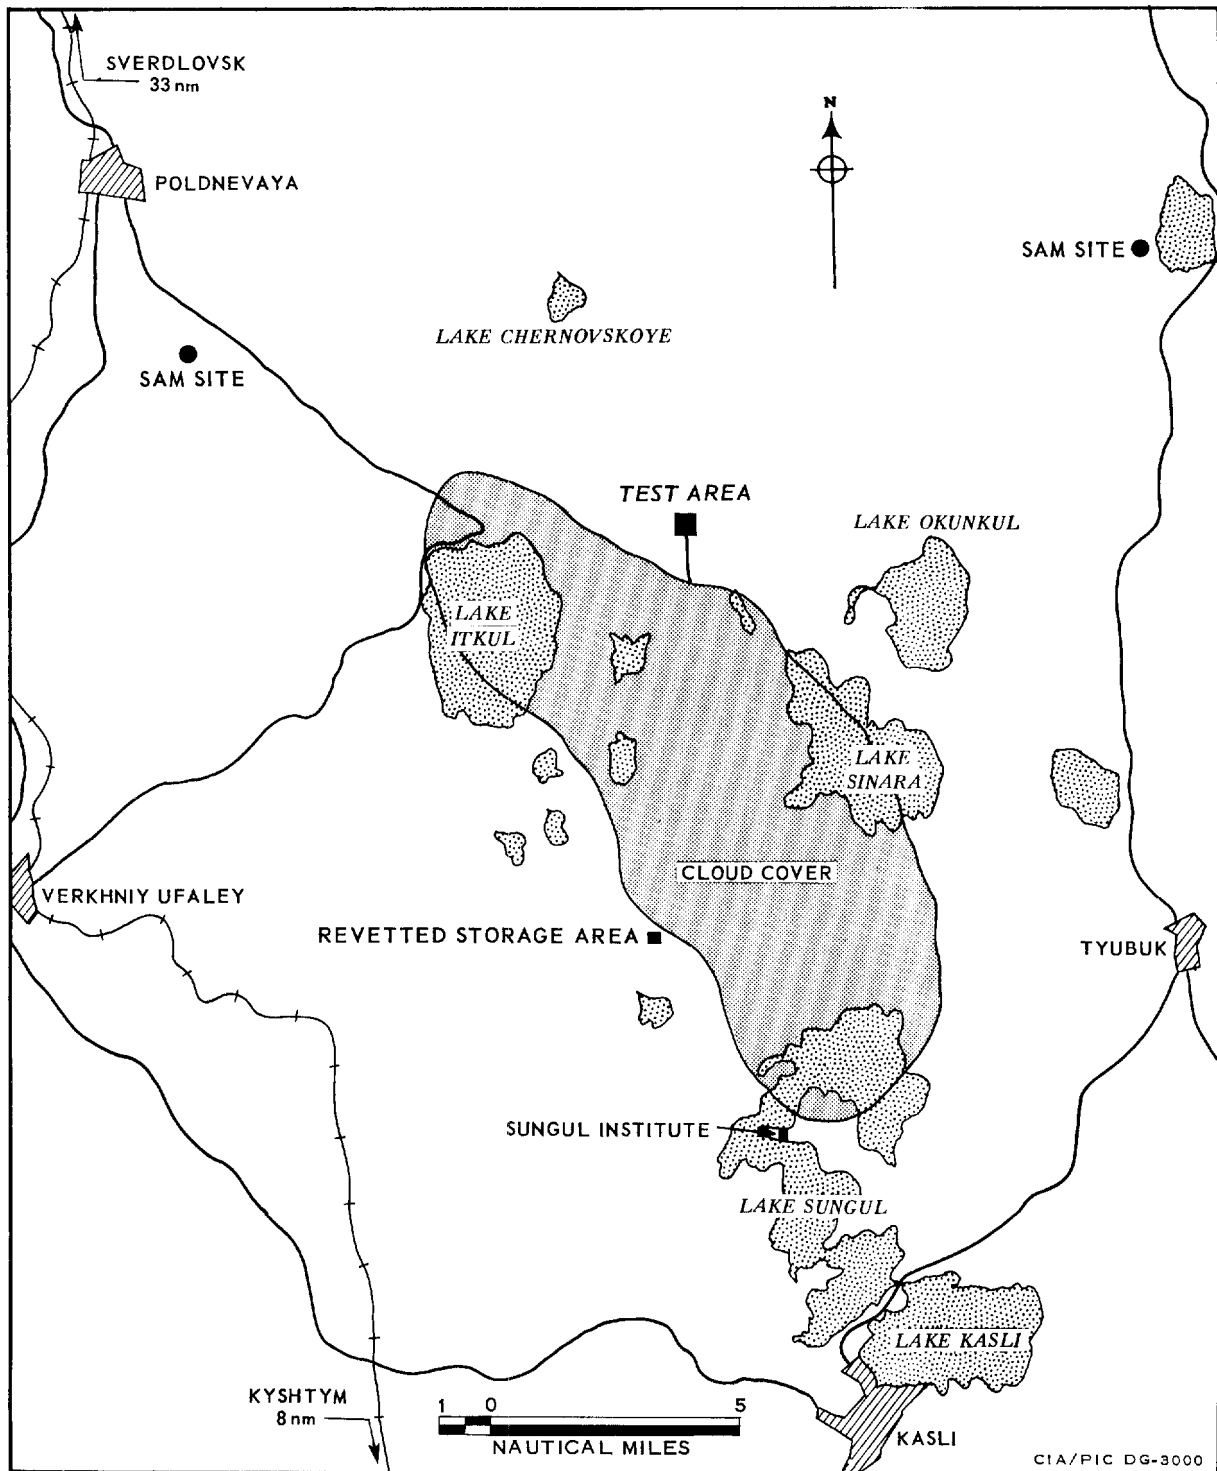 SVERDLOVSK
33 nm
N
POLDNEVAYA
SAM SITE
LAKE CHERNOVSKOYE
SAM SITE
TEST AREA
LAKE OKUNKUL
LAKE
ITKUL
LAKE
SINARA
CLOUD COVER
VERKHNIY UFALEY
REVETTED STORAGE AREA
TYUBUK
SUNGUL INSTITUTE
LAKE SUNGUL
LAKE KASLI
KYSHTYM
8 nm
1 0 5
NAUTICAL MILES
KASLI
CIA/PIC DG-3000